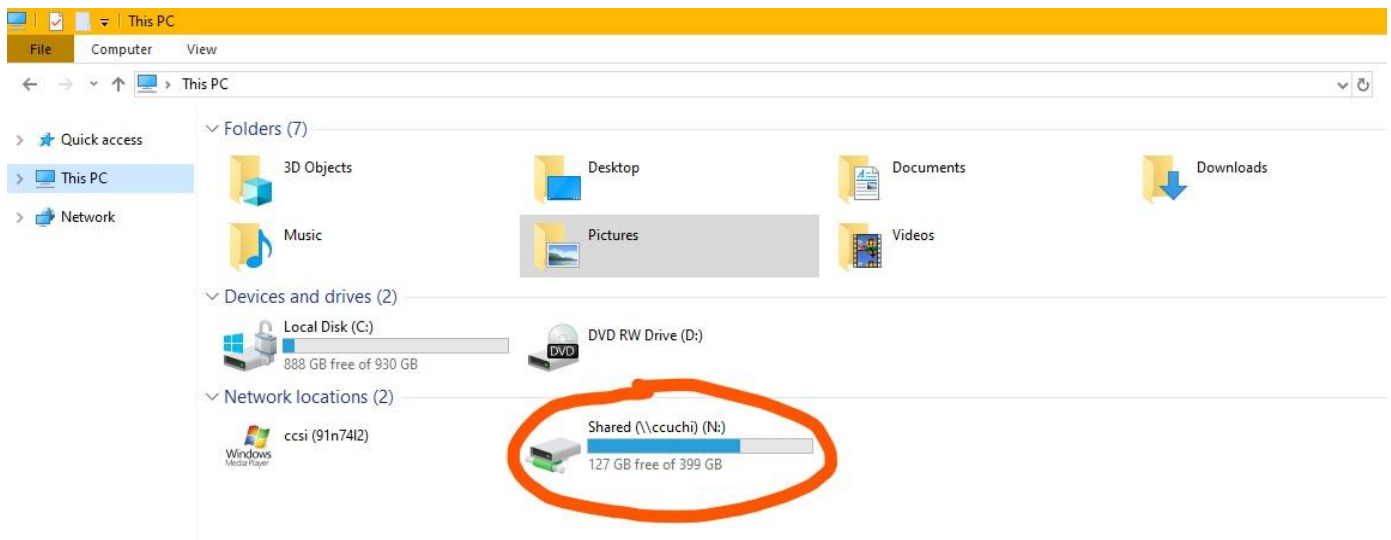 This PC
File Computer View
This PC
Quick access
This PC
Network
Folders (7)
3D Objects
Desktop
Documents
Downloads
Music
Pictures
Videos
Devices and drives (2)
Local Disk (C:)
888 GB free of 930 GB
DVD
DVD RW Drive (D:)
Network locations (2)
Windows
Media Player
ccsi (91n74l2)
Shared (\\ccuchi) (N:)
127 GB free of 399 GB